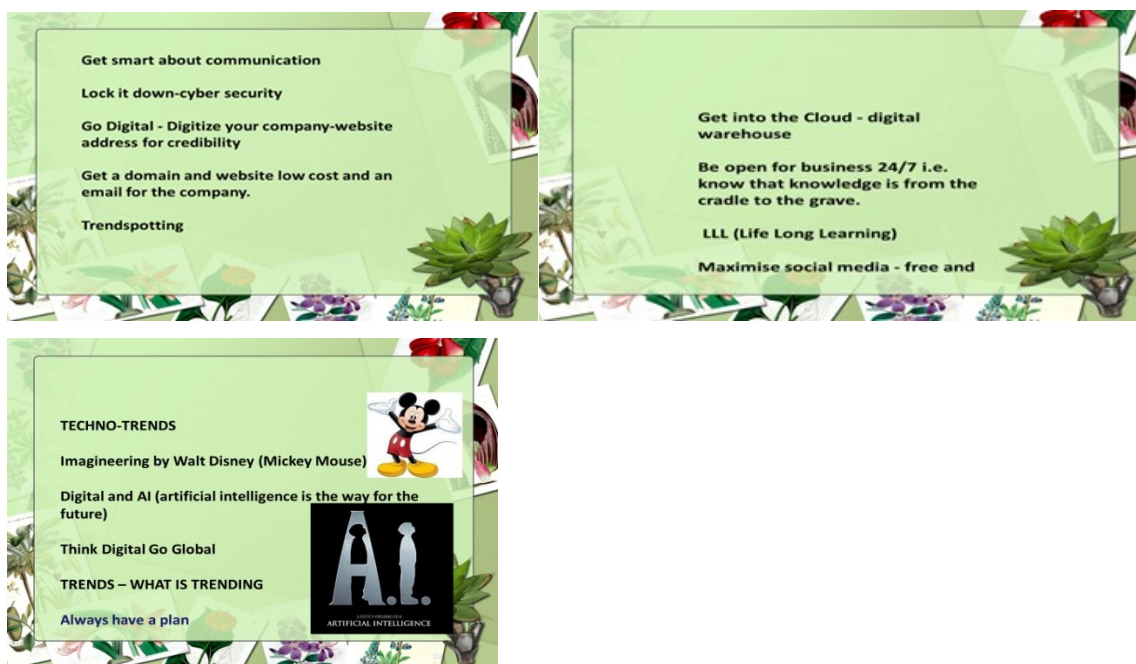 Get smart about communication
Lock it down-cyber security
Go Digital - Digitize your company-website
address for credibility
Get a domain and website low cost and an
email for the company.
Trendspotting
Get into the Cloud - digital
warehouse
Be open for business 24/7 i.e.
know that knowledge is from the
cradle to the grave.
LLL (Life Long Learning)
Maximise social media - free and
TECHNO-TRENDS
Imagineering by Walt Disney (Mickey Mouse)
Digital and AI (artificial intelligence is the way for the
future)
Think Digital Go Global
TRENDS – WHAT IS TRENDING
Always have a plan
A.I.
ARTIFICIAL INTELLIGENCE